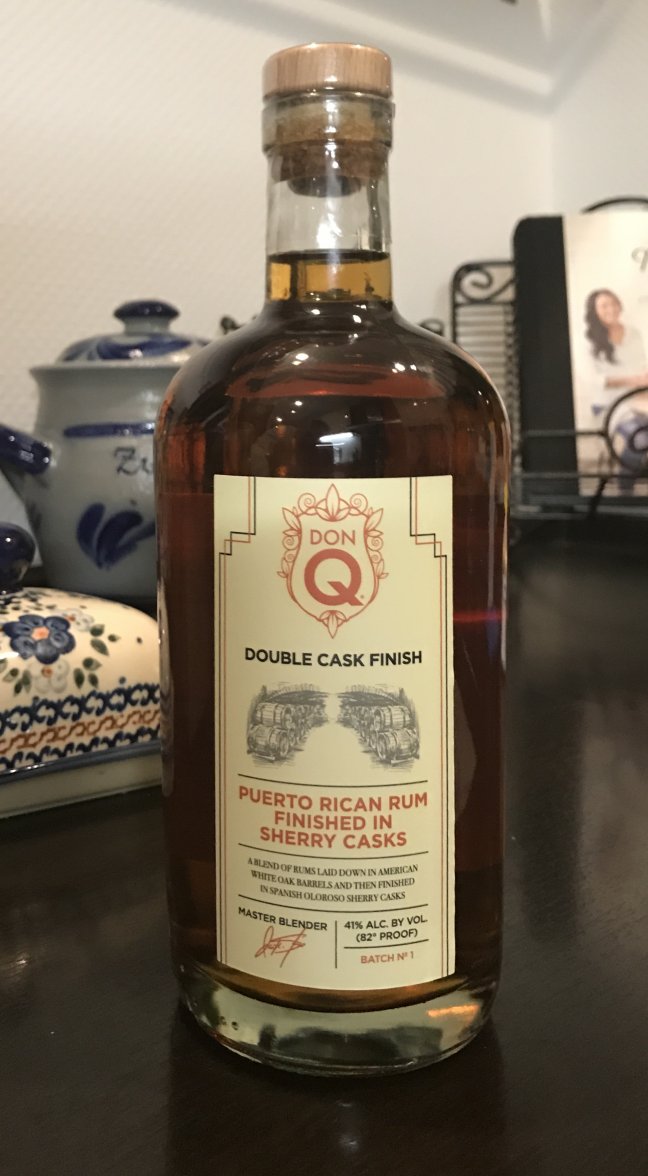 DON
Q
DOUBLE CASK FINISH
PUERTO RICAN RUM
FINISHED IN
SHERRY CASKS
A BLEND OF RUMS LAID DOWN IN AMERICAN
WHITE OAK BARRELS AND THEN FINISHED
IN SPANISH OLOROSO SHERRY CASKS
MASTER BLENDER
41% ALC. BY VOL.
(82° PROOF)
BATCH Nº 1